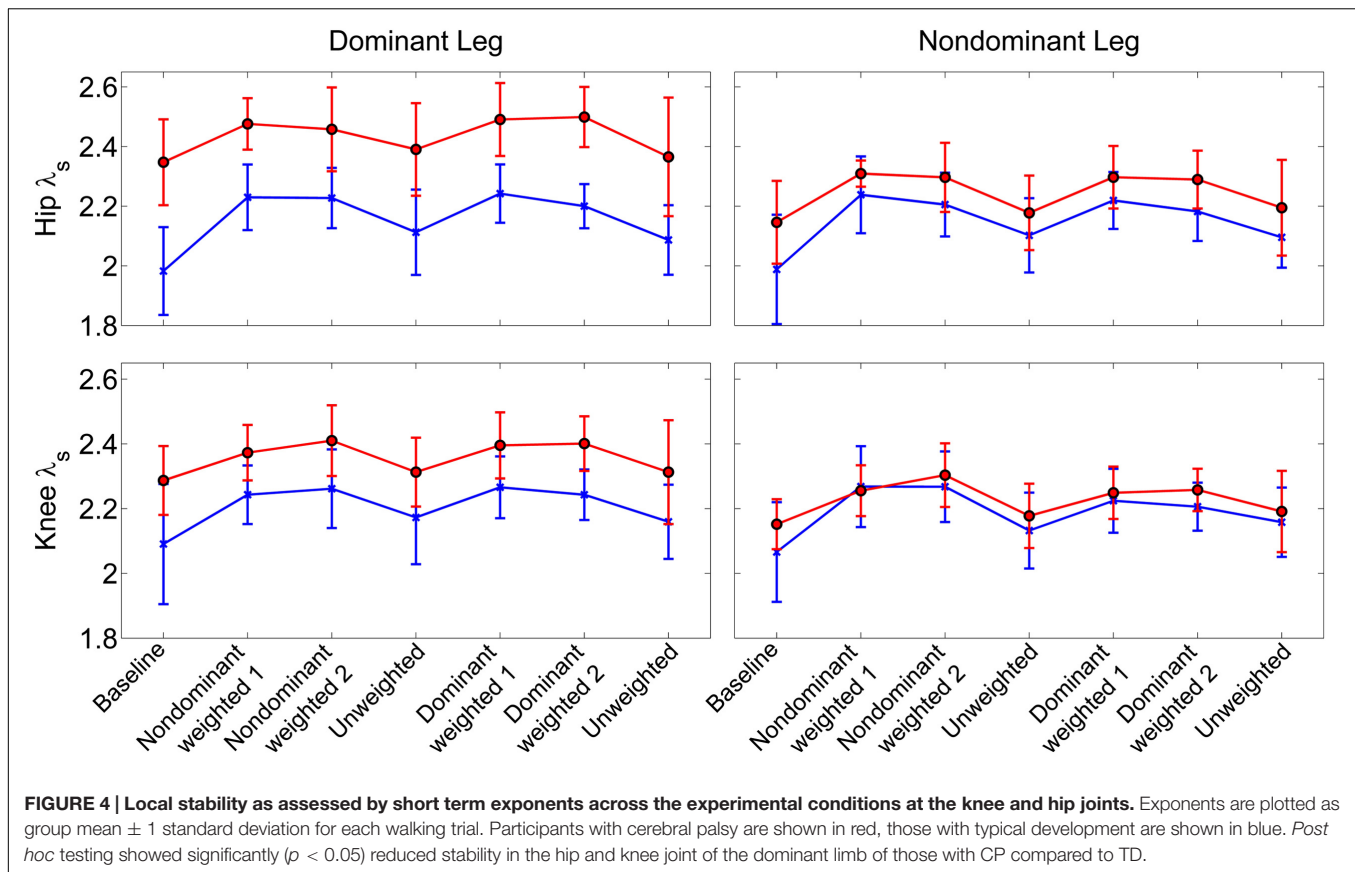 Dominant Leg
Nondominant Leg
Hip λs
2.6
2.4
2.2
2
1.8
Knee λs
2.6
2.4
2.2
2
1.8
Baseline
Nondominant
weighted 1
Nondominant
weighted 2
Unweighted
Dominant
weighted 1
Dominant
weighted 2
Unweighted
Baseline
Nondominant
weighted 1
Nondominant
weighted 2
Unweighted
Dominant
weighted 1
Dominant
weighted 2
Unweighted
FIGURE 4 | Local stability as assessed by short term exponents across the experimental conditions at the knee and hip joints. Exponents are plotted as
group mean ± 1 standard deviation for each walking trial. Participants with cerebral palsy are shown in red, those with typical development are shown in blue. Post
hoc testing showed significantly (p < 0.05) reduced stability in the hip and knee joint of the dominant limb of those with CP compared to TD.